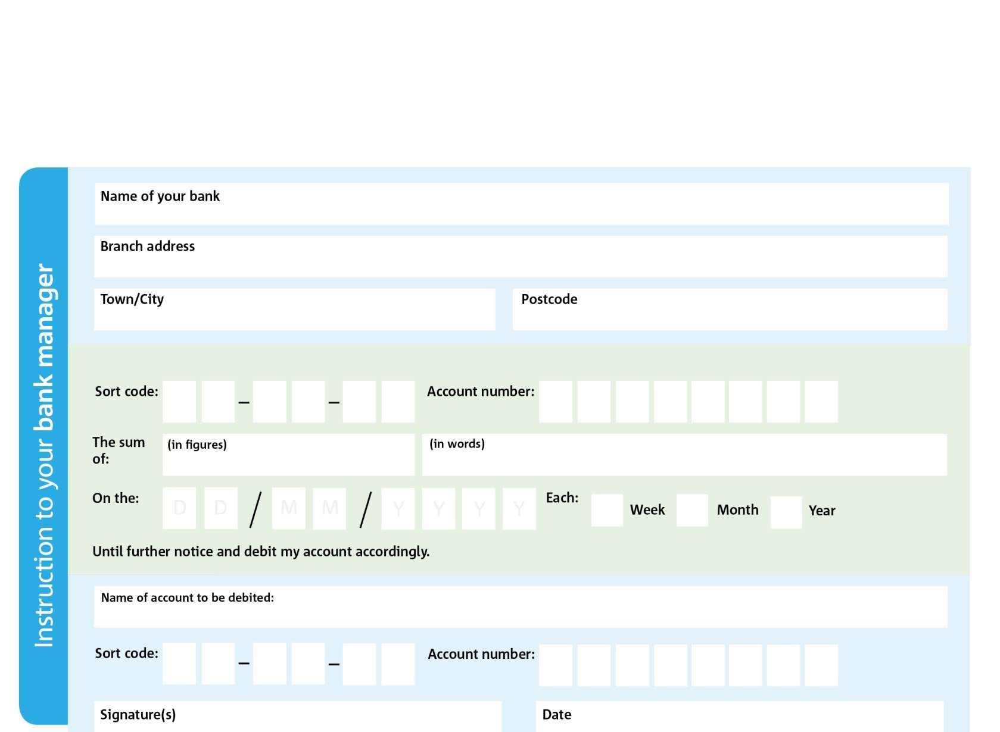 Instruction to your bank manager
Name of your bank
Branch address
Town/City Postcode
Sort code: – – Account number:
The sum of: (in figures) (in words)
On the: D D / M M / Y Y Y Y Each: Week Month Year
Until further notice and debit my account accordingly.
Name of account to be debited:
Sort code: – – Account number:
Signature(s) Date